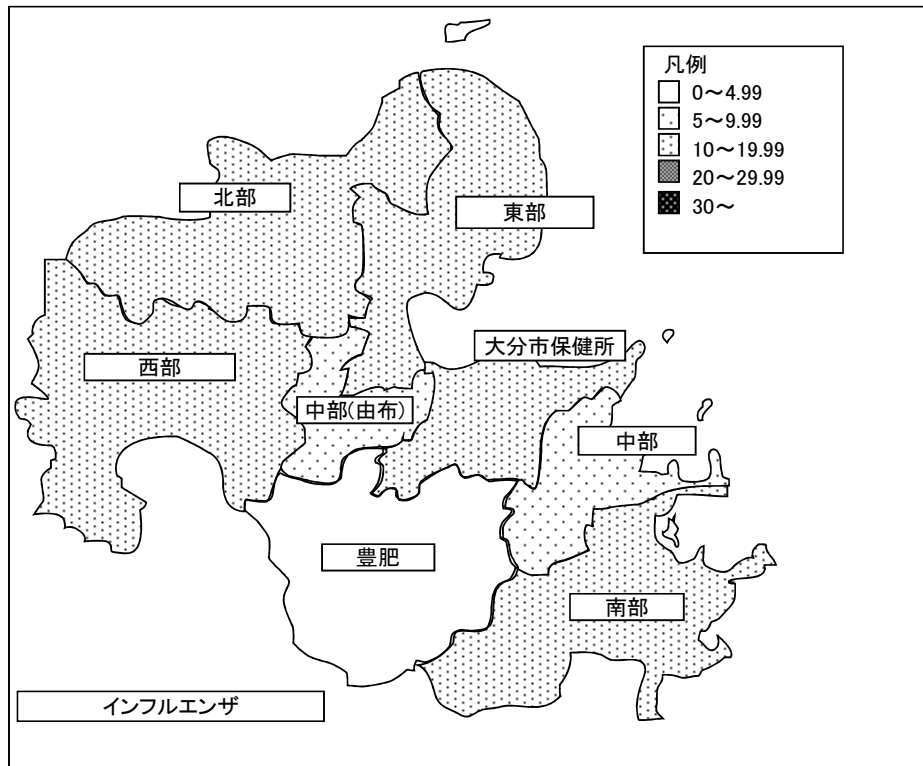 凡例
0～4.99
5～9.99
10～19.99
20～29.99
30～
北部
東部
大分市保健所
西部
中部(由布)
中部
豊肥
南部
インフルエンザ